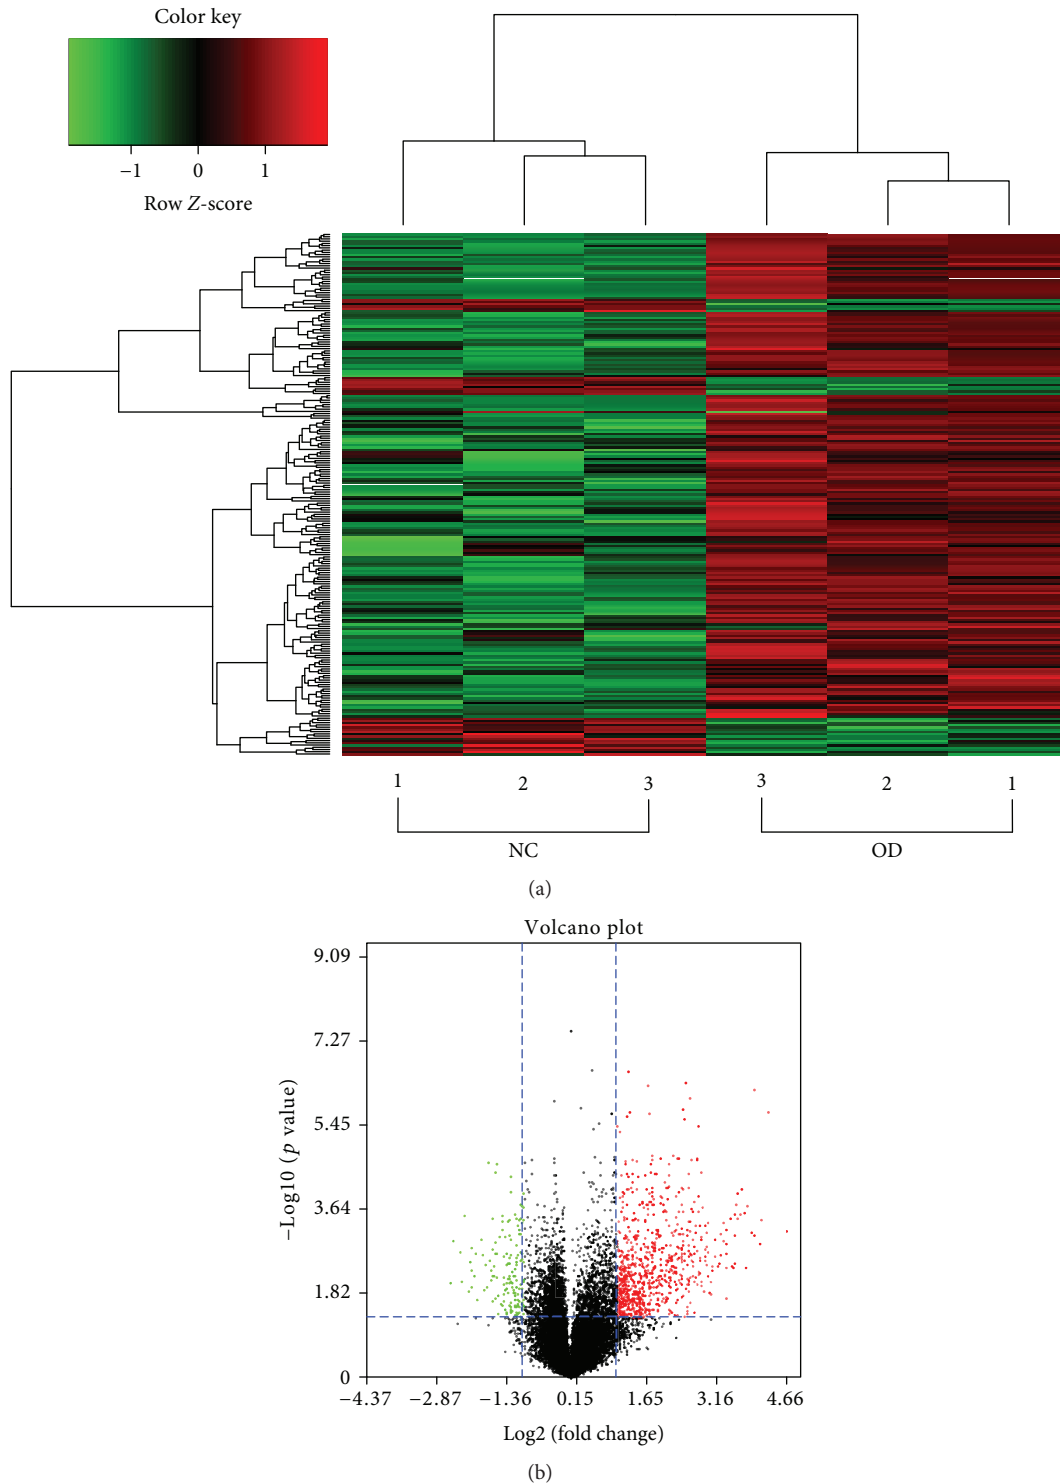 Color key
−1 0 1
Row Z-score
1 2 3 3 2 1
NC OD
(a)
Volcano plot
9.09
7.27
5.45
3.64
1.82
0
−Log10 (p value)
−4.37 −2.87 −1.36 0.15 1.65 3.16 4.66
Log2 (fold change)
(b)